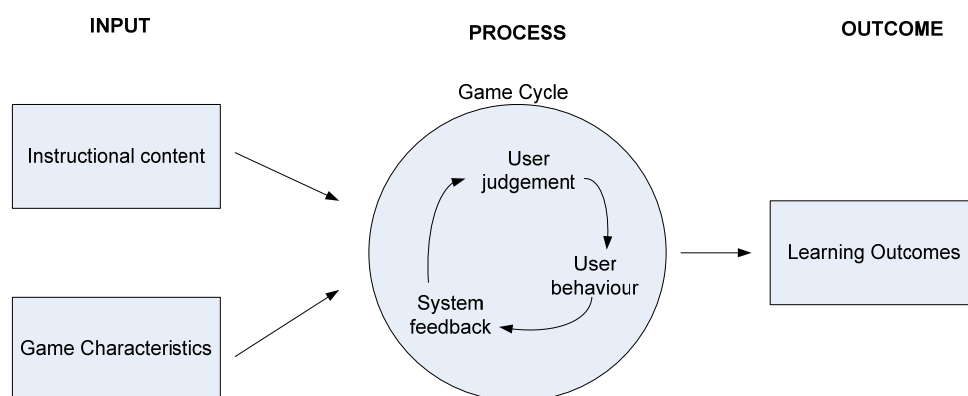 INPUT
PROCESS
OUTCOME
Game Cycle
Instructional content
Game Characteristics
User
judgement
User
behaviour
System
feedback
Learning Outcomes